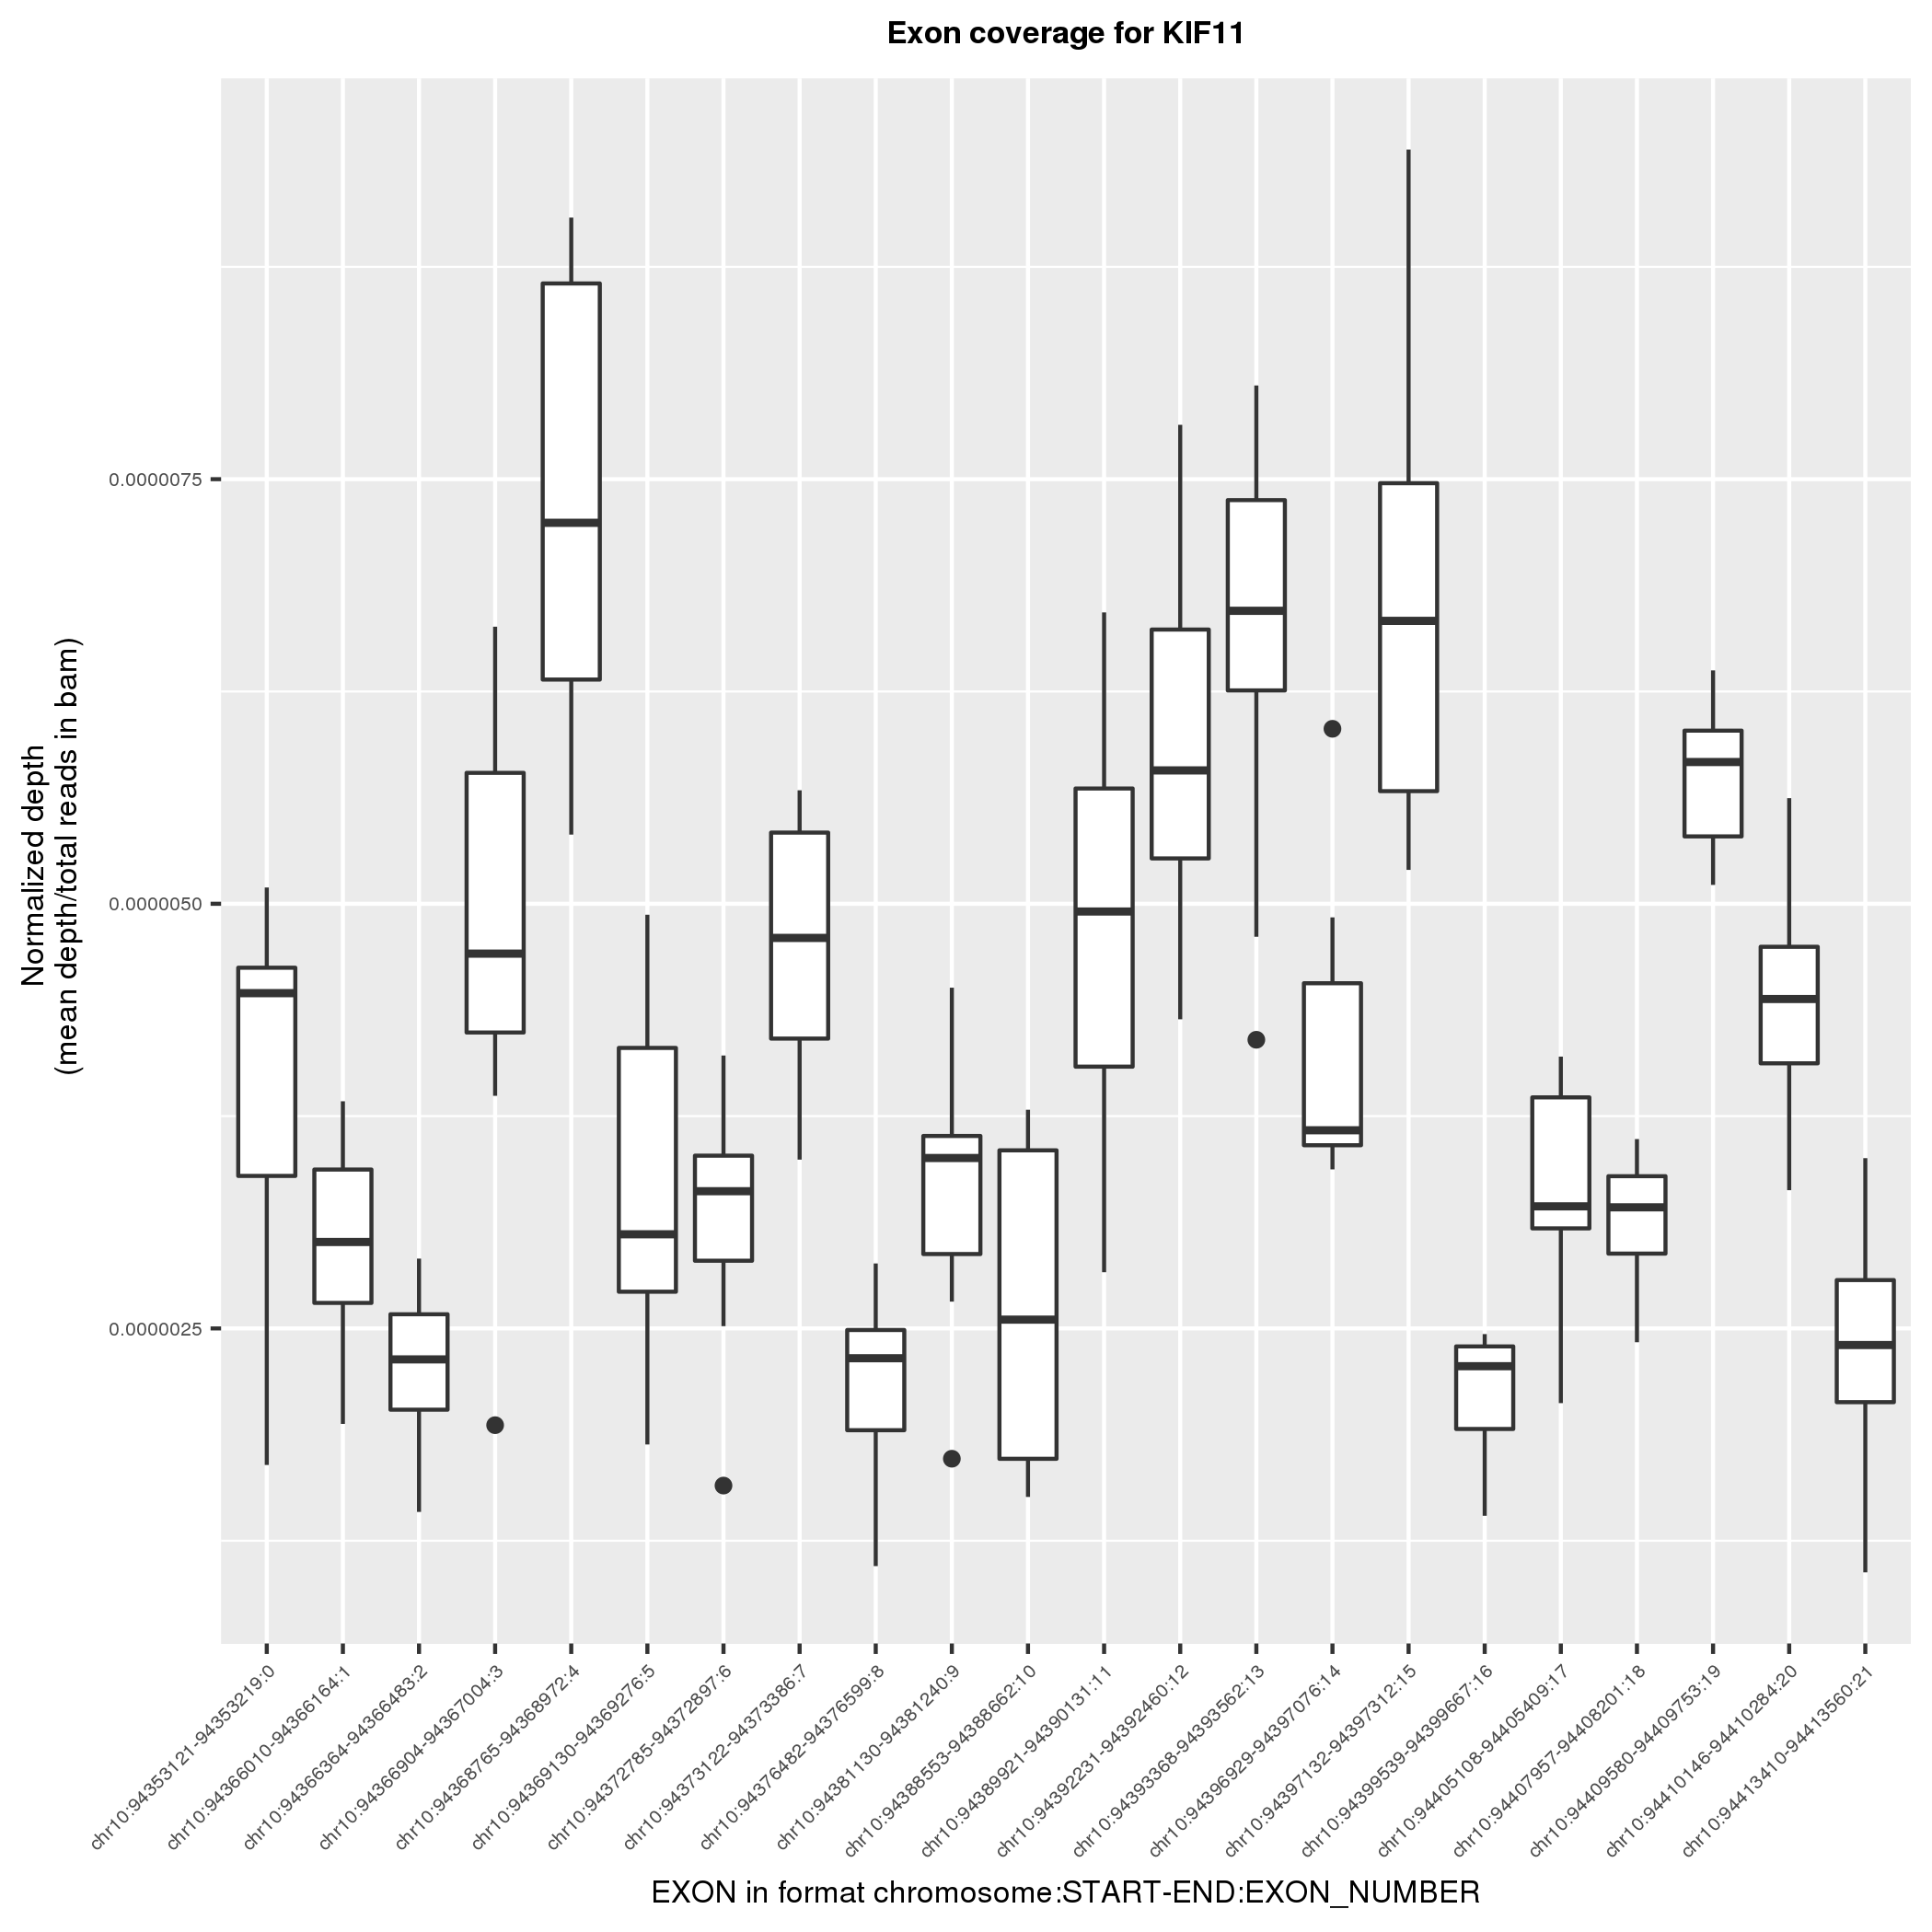 Exon coverage for KIF11
Normalized depth
(mean depth/total reads in bam)
0.0000075
0.0000050
0.0000025
chr10:94353121-94353219:0
chr10:94366010-94366164:1
chr10:94366364-94366483:2
chr10:94366904-94367004:3
chr10:94368765-94368972:4
chr10:94369130-94369276:5
chr10:94372785-94372897:6
chr10:94373122-94373386:7
chr10:94376482-94376599:8
chr10:94381130-94381240:9
chr10:94388553-94388662:10
chr10:94389921-94390131:11
chr10:94392231-94392460:12
chr10:94393368-94393562:13
chr10:94396929-94397076:14
chr10:94397132-94397312:15
chr10:94399539-94399667:16
chr10:94405108-94405409:17
chr10:94407957-94408201:18
chr10:94409580-94409753:19
chr10:94410146-94410284:20
chr10:94413410-94413560:21
EXON in format chromosome:START-END:EXON_NUMBER